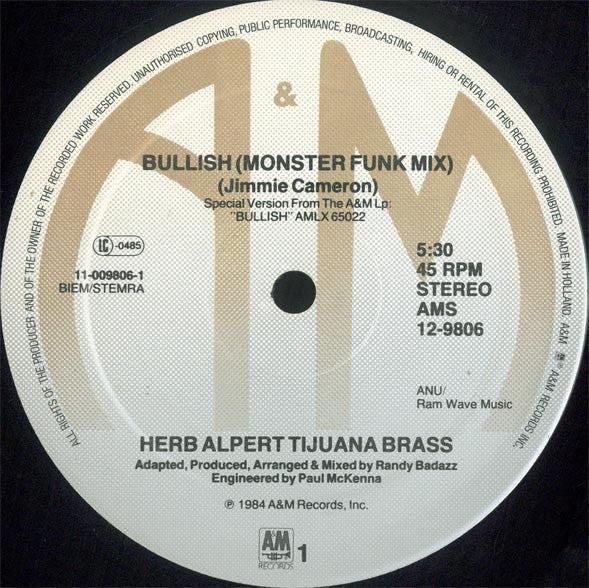 ALL RIGHTS OF THE PRODUCER AND OF THE OWNER OF THE RECORDED WORK RESERVED. UNAUTHORISED COPYING, PUBLIC PERFORMANCE, BROADCASTING, HIRING OR RENTAL OF THIS RECORDING PROHIBITED. MADE IN HOLLAND. A&M ® A&M RECORDS INC.
A & M
BULLISH (MONSTER FUNK MIX)
(Jimmie Cameron)
Special Version From The A&M Lp:
"BULLISH" AMLX 65022
LC -0485
11-009806-1
BIEM/STEMRA
5:30
45 RPM
STEREO
AMS
12-9806
ANU/
Ram Wave Music
HERB ALPERT TIJUANA BRASS
Adapted, Produced, Arranged & Mixed by Randy Badazz
Engineered by Paul McKenna
℗ 1984 A&M Records, Inc.
A&M
RECORDS
1